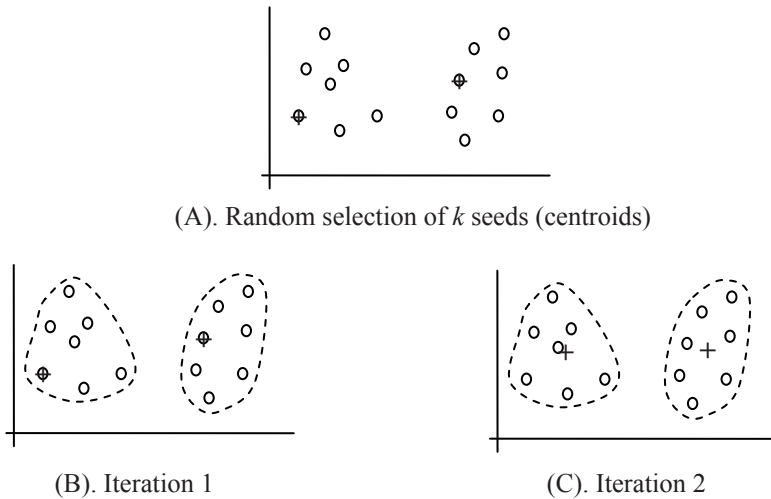 (A). Random selection of k seeds (centroids)
(B). Iteration 1
(C). Iteration 2